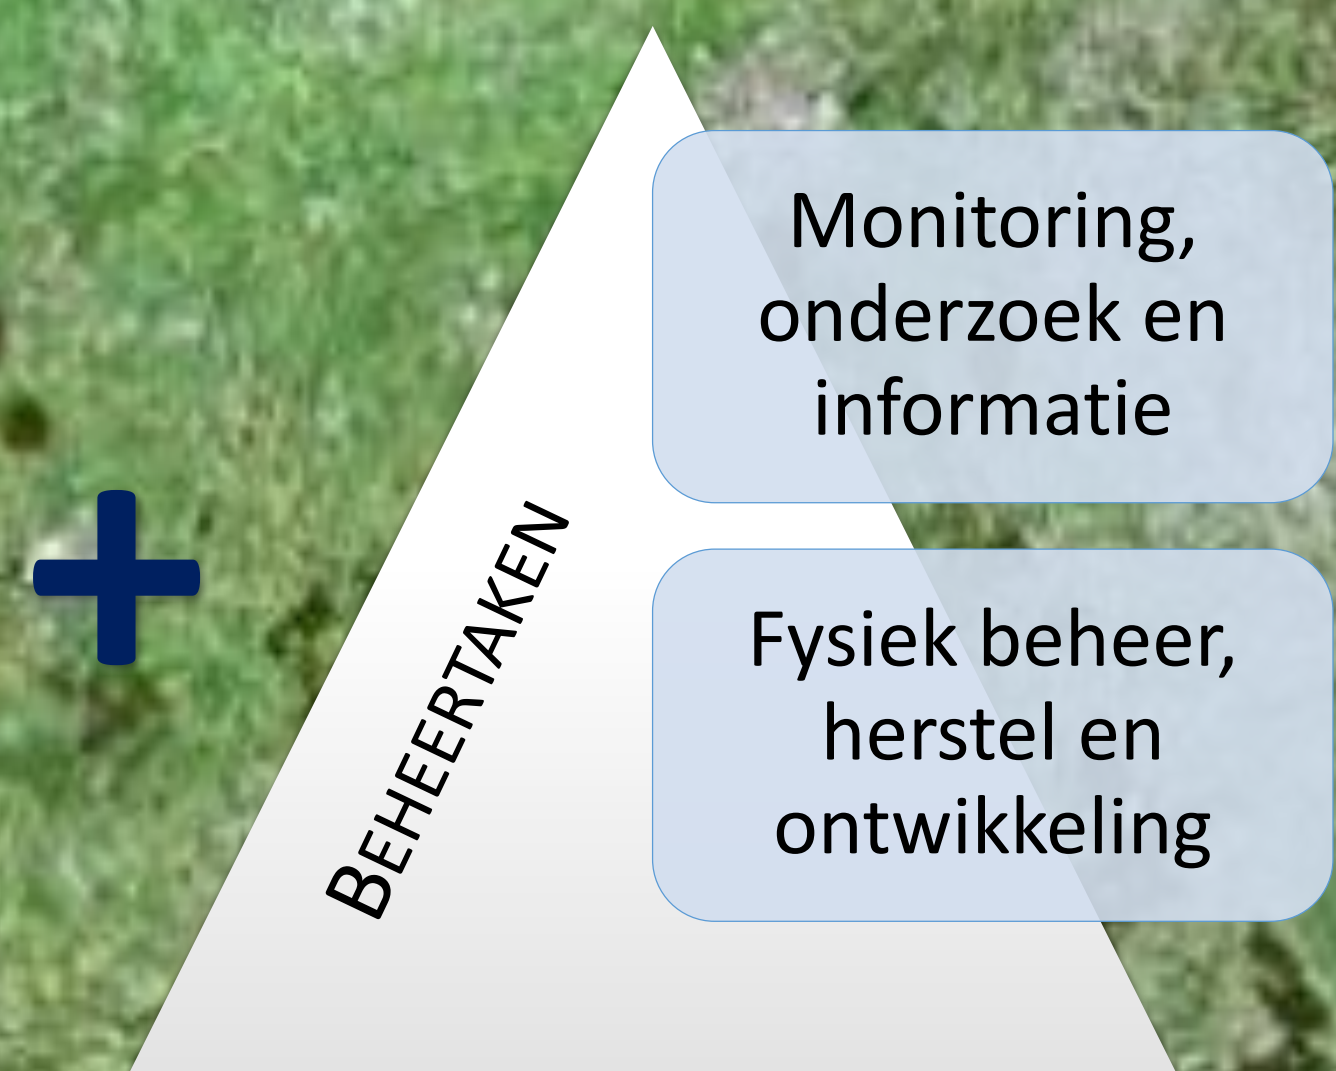 Monitoring,
onderzoek en
informatie
BEHEERTAKEN
Fysiek beheer,
herstel en
ontwikkeling